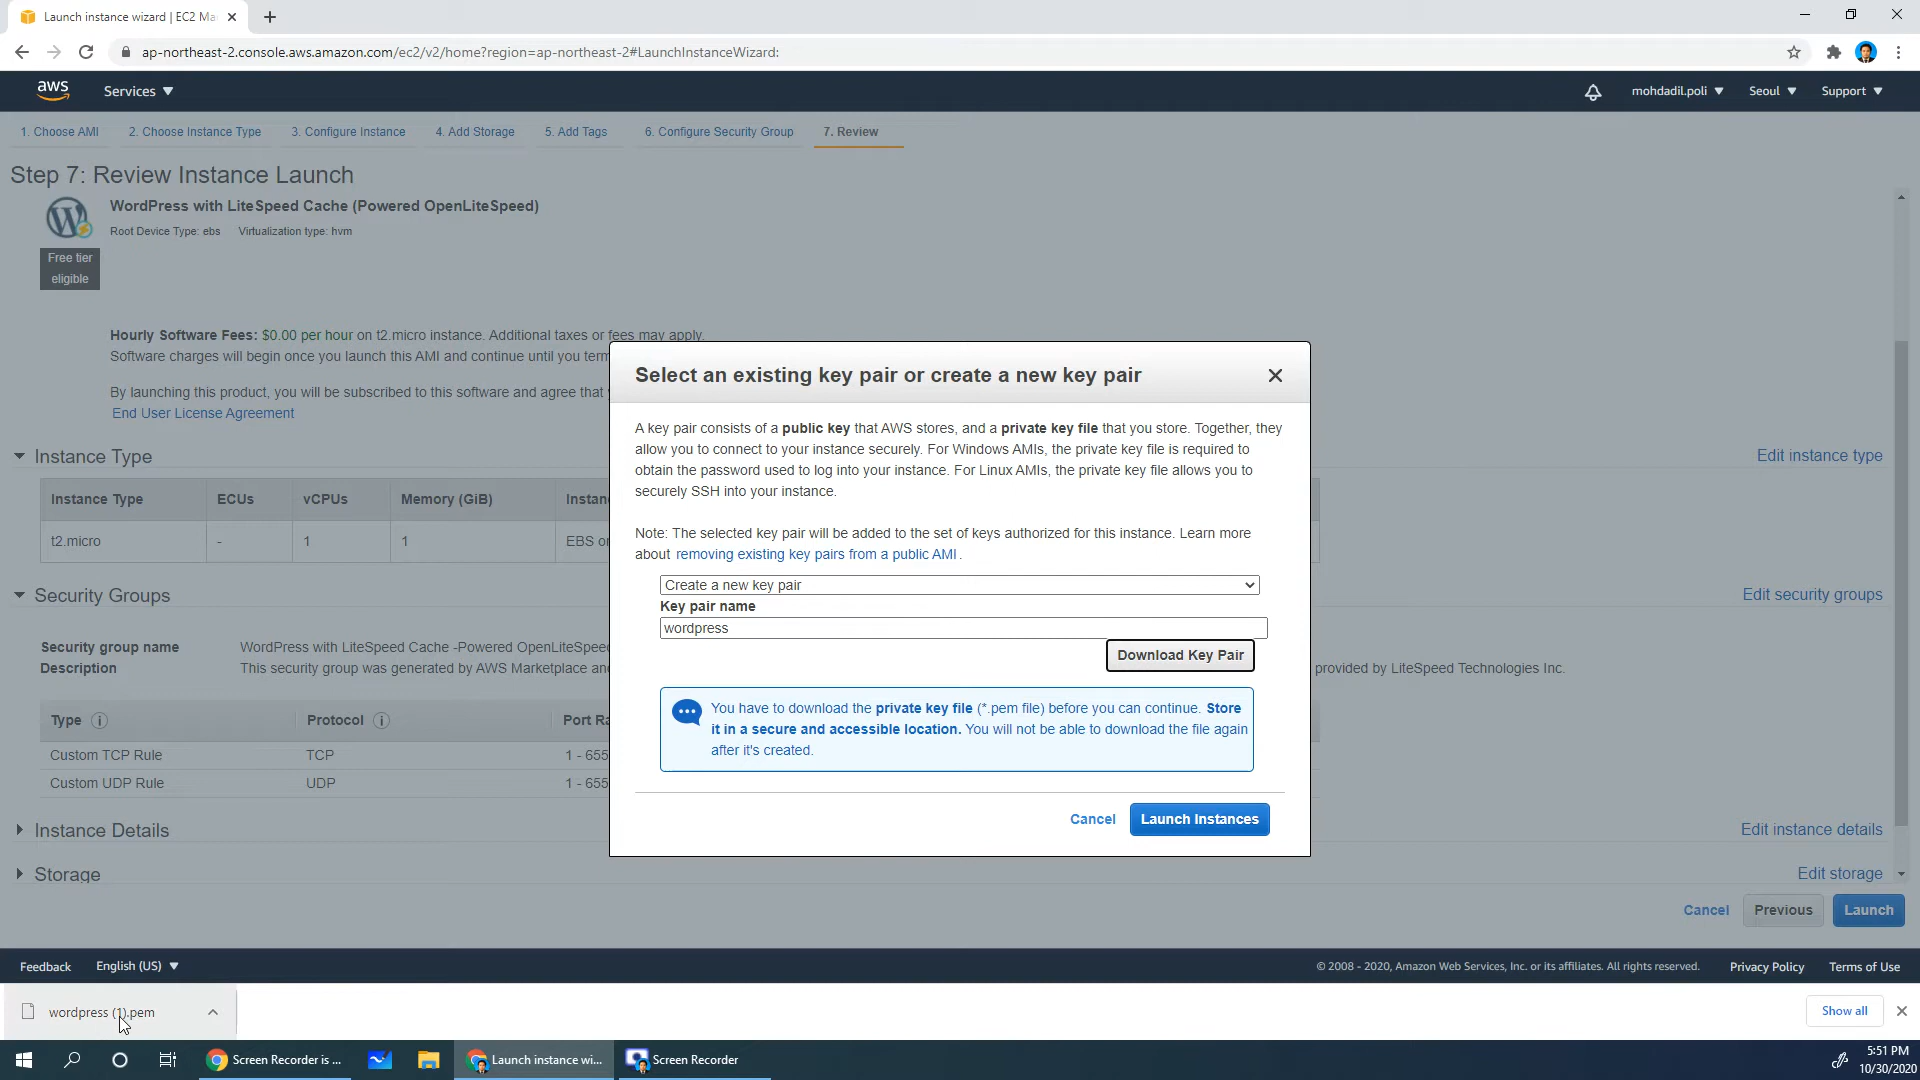 Launch instance wizard | EC2 Ma
ap-northeast-2.console.aws.amazon.com/ec2/v2/home?region=ap-northeast-2#LaunchInstanceWizard:
aws
Services
mohdadil.poli
Seoul
Support
1. Choose AMI
2. Choose Instance Type
3. Configure Instance
4. Add Storage
5. Add Tags
6. Configure Security Group
7. Review
Step 7: Review Instance Launch
WordPress with LiteSpeed Cache (Powered OpenLiteSpeed)
Root Device Type: ebs Virtualization type: hvm
Free tier
eligible
Hourly Software Fees: $0.00 per hour on t2.micro instance. Additional taxes or fees may apply.
Software charges will begin once you launch this AMI and continue until you term
By launching this product, you will be subscribed to this software and agree that
End User License Agreement
Select an existing key pair or create a new key pair
A key pair consists of a public key that AWS stores, and a private key file that you store. Together, they
allow you to connect to your instance securely. For Windows AMIs, the private key file is required to
obtain the password used to log into your instance. For Linux AMIs, the private key file allows you to
securely SSH into your instance.
Note: The selected key pair will be added to the set of keys authorized for this instance. Learn more
about removing existing key pairs from a public AMI .
Create a new key pair
Key pair name
wordpress
Download Key Pair
You have to download the private key file (*.pem file) before you can continue. Store
it in a secure and accessible location. You will not be able to download the file again
after it's created.
Cancel
Launch Instances
Instance Type
Edit instance type
Instance Type
ECUs
vCPUs
Memory (GiB)
Instan
t2.micro
-
1
1
EBS o
Security Groups
Edit security groups
Security group name
WordPress with LiteSpeed Cache -Powered OpenLiteSpeed
Description
This security group was generated by AWS Marketplace an
provided by LiteSpeed Technologies Inc.
Type
Protocol
Port Ra
Custom TCP Rule
TCP
1 - 655
Custom UDP Rule
UDP
1 - 655
Instance Details
Edit instance details
Storage
Edit storage
Cancel
Previous
Launch
Feedback
English (US)
© 2008 - 2020, Amazon Web Services, Inc. or its affiliates. All rights reserved.
Privacy Policy
Terms of Use
wordpress (1).pem
Show all
Screen Recorder is ...
Launch instance wi...
Screen Recorder
5:51 PM
10/30/2020